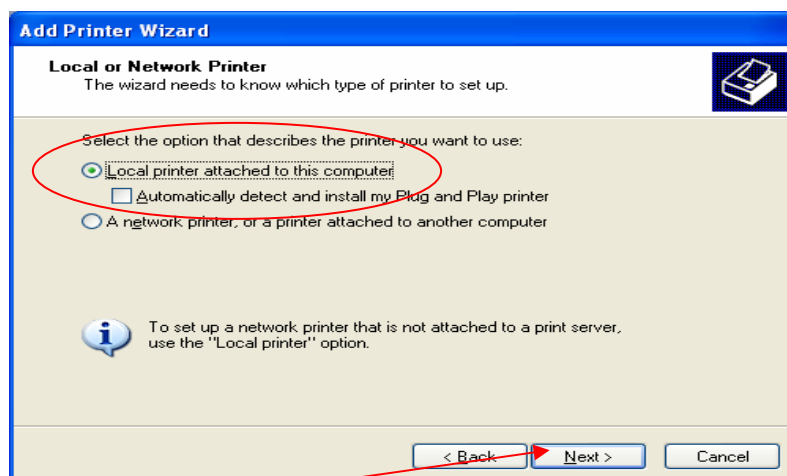 Add Printer Wizard
Local or Network Printer
The wizard needs to know which type of printer to set up.
Select the option that describes the printer you want to use:
Local printer attached to this computer
Automatically detect and install my Plug and Play printer
A network printer, or a printer attached to another computer
To set up a network printer that is not attached to a print server,
use the "Local printer" option.
< Back
Next >
Cancel